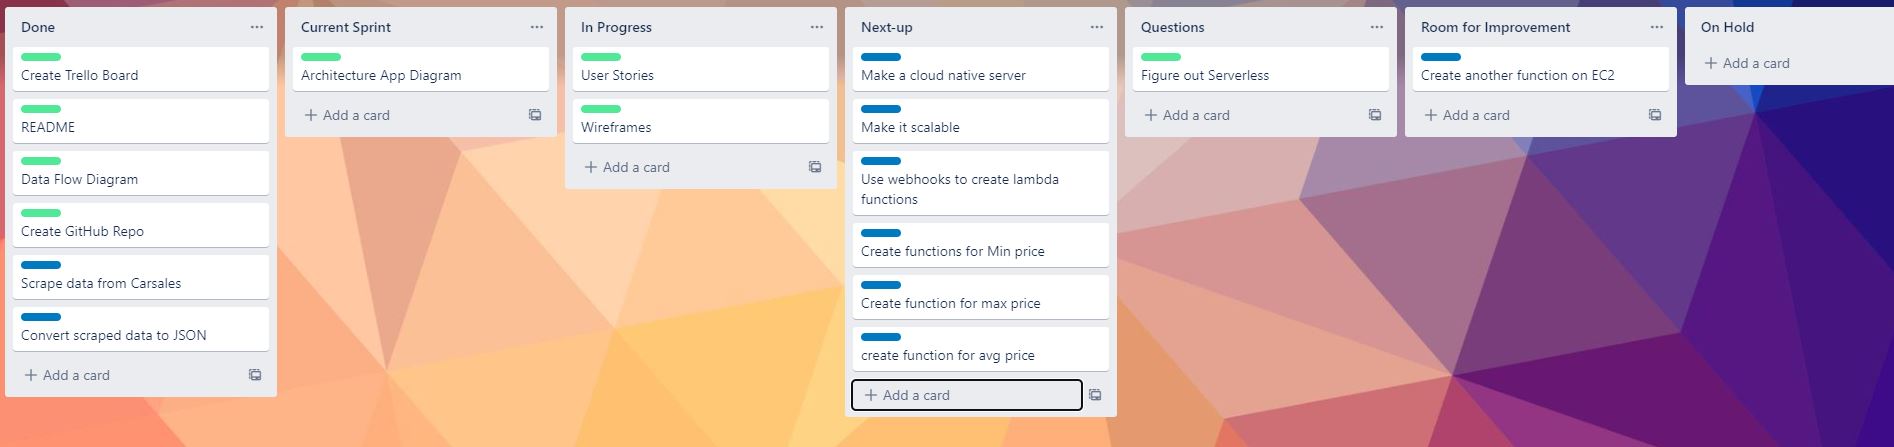 Done
Create Trello Board
README
Data Flow Diagram
Create GitHub Repo
Scrape data from Carsales
Convert scraped data to JSON
+ Add a card
Current Sprint
Architecture App Diagram
+ Add a card
In Progress
User Stories
Wireframes
+ Add a card
Next-up
Make a cloud native server
Make it scalable
Use webhooks to create lambda
functions
Create functions for Min price
Create function for max price
create function for avg price
+ Add a card
Questions
Figure out Serverless
+ Add a card
Room for Improvement
Create another function on EC2
+ Add a card
On Hold
+ Add a card